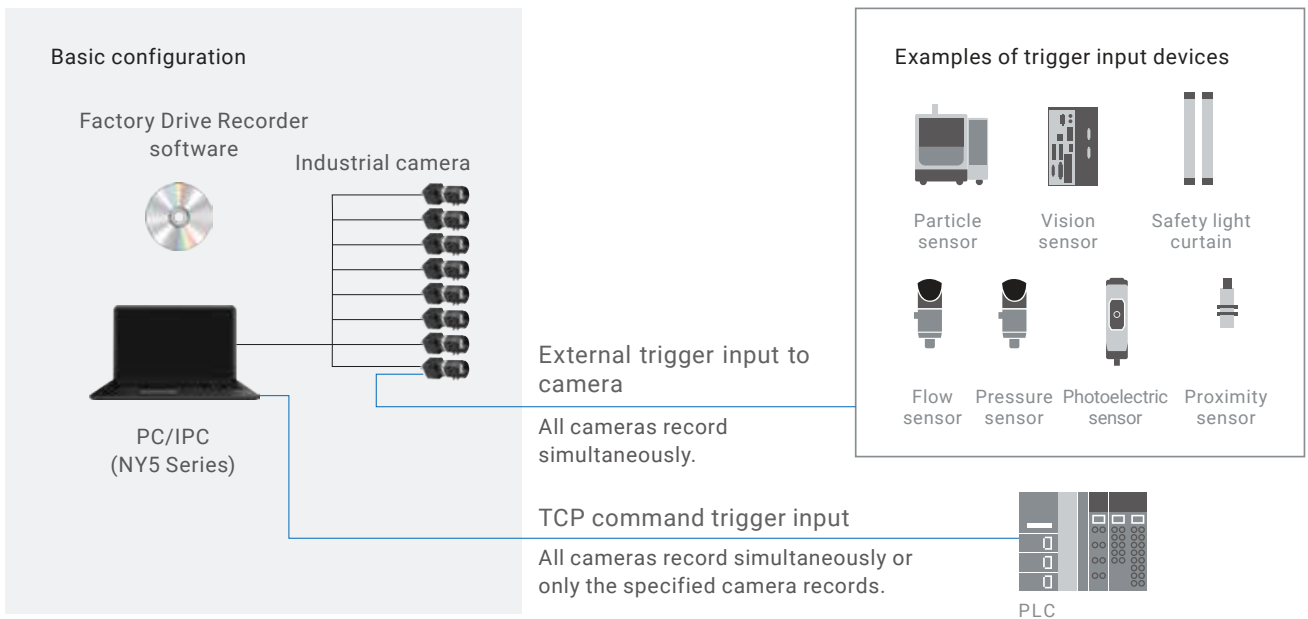 Basic configuration
Factory Drive Recorder
software
Industrial camera
PC/IPC
(NY5 Series)
External trigger input to
camera
All cameras record
simultaneously.
TCP command trigger input
All cameras record simultaneously or
only the specified camera records.
Examples of trigger input devices
Particle
sensor
Vision
sensor
Safety light
curtain
Flow
sensor
Pressure
sensor
Photoelectric
sensor
Proximity
sensor
PLC